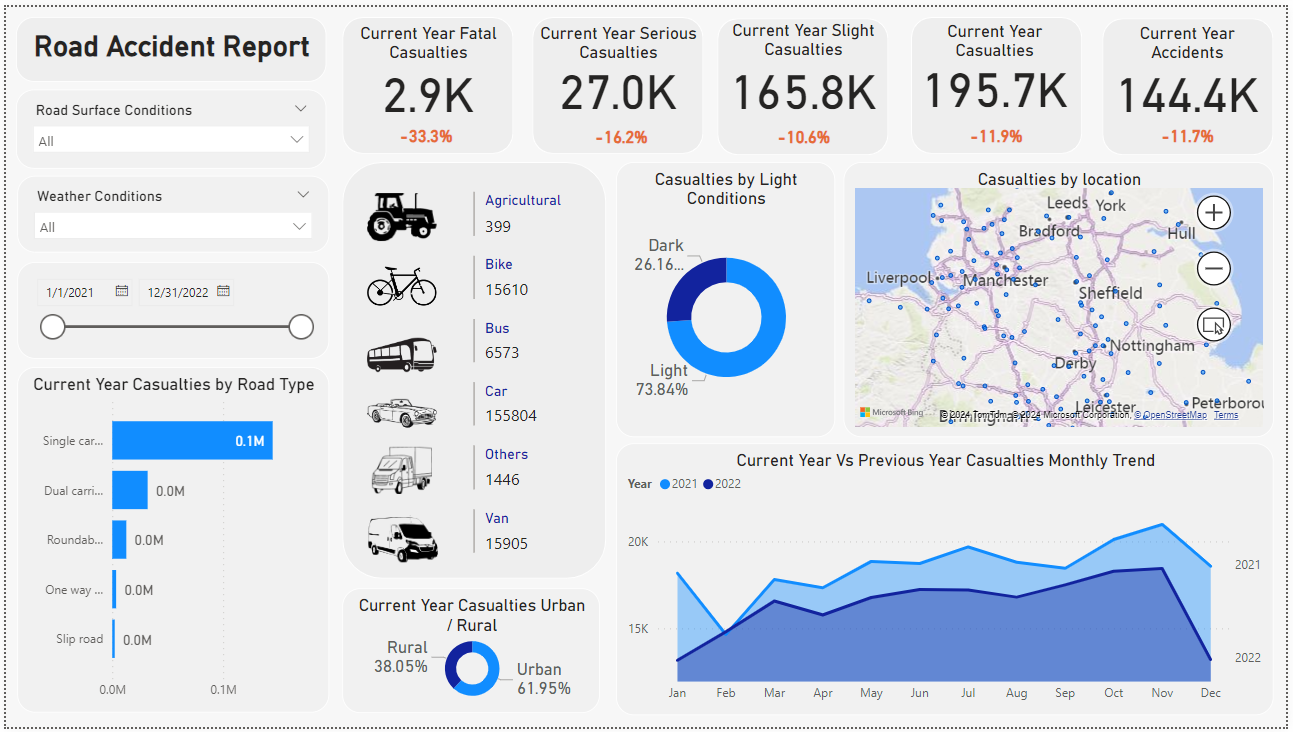 Road Accident Report
Road Surface Conditions
All
Weather Conditions
All
1/1/2021
12/31/2022
Current Year Fatal
Casualties
2.9K
-33.3%
Current Year Serious
Casualties
27.0K
-16.2%
Current Year Slight
Casualties
165.8K
-10.6%
Current Year
Casualties
195.7K
-11.9%
Current Year
Accidents
144.4K
-11.7%
Current Year Casualties by Road Type
Single car...
0.1M
Dual carri...
0.0M
Roundab...
0.0M
One way ...
0.0M
Slip road
0.0M
0.0M
0.1M
Agricultural
399
Bike
15610
Bus
6573
Car
155804
Others
1446
Van
15905
Current Year Casualties Urban
/ Rural
Rural
38.05%
Urban
61.95%
Casualties by Light
Conditions
Dark
26.16...
Light
73.84%
Casualties by location
Leeds
York
Bradford
Hull
Liverpool
Manchester
Sheffield
Nottingham
Derby
Leicester
Peterborou
Birmingham
Microsoft Bing
© 2024 TomTom, © 2024 Microsoft Corporation, © OpenStreetMap Terms
Current Year Vs Previous Year Casualties Monthly Trend
Year 2021 2022
20K
15K
2021
2022
Jan Feb Mar Apr May Jun Jul Aug Sep Oct Nov Dec